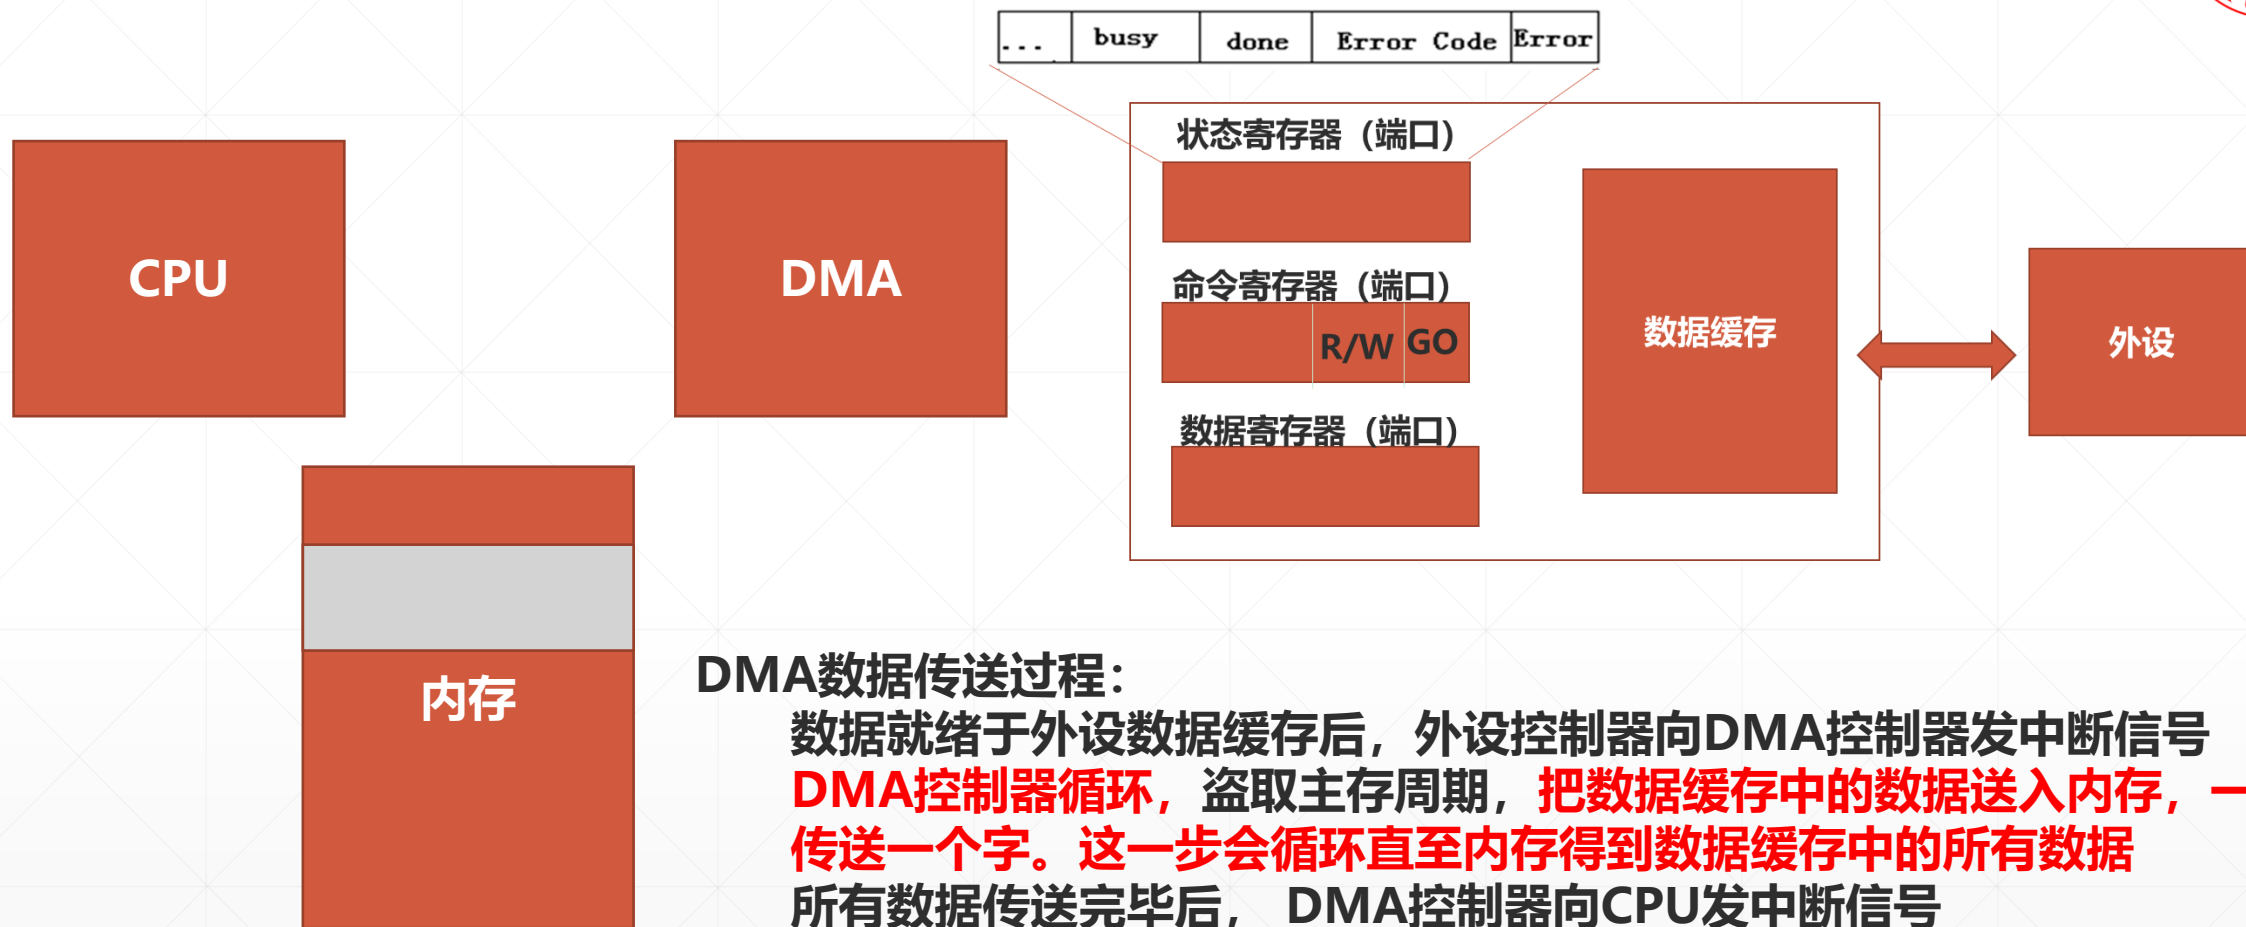 ... busy done Error Code Error
状态寄存器（端口）
CPU
DMA
命令寄存器（端口）
R/W GO
数据缓存
外设
数据寄存器（端口）
内存
DMA数据传送过程：
数据就绪于外设数据缓存后，外设控制器向DMA控制器发中断信号
DMA控制器循环，盗取主存周期，把数据缓存中的数据送入内存，一
传送一个字。这一步会循环直至内存得到数据缓存中的所有数据
所有数据传送完毕后， DMA控制器向CPU发中断信号